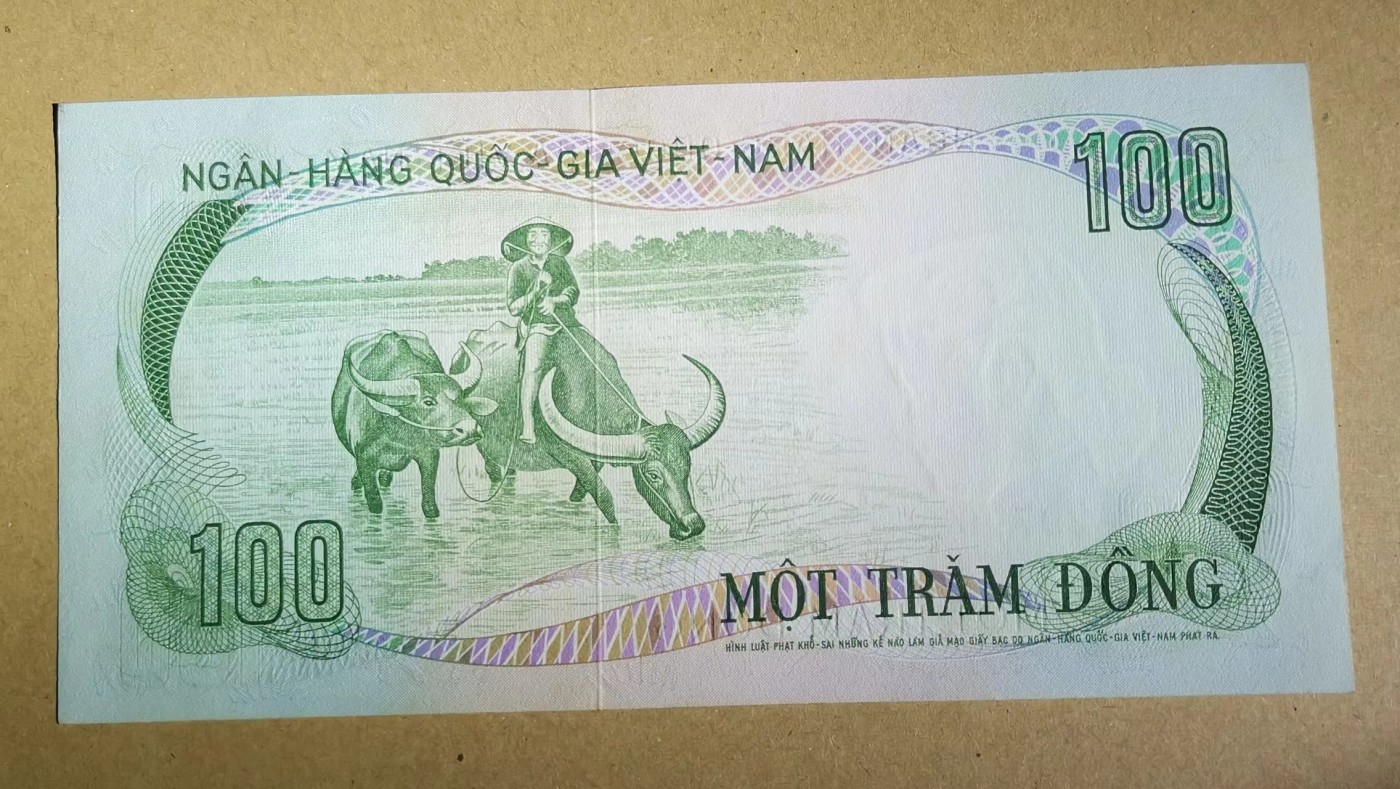 NGÂN-HÀNG QUỐC-GIA VIỆT-NAM
100
100
MỘT TRĂM ĐỒNG
HÌNH LUẬT PHẠT KHỔ-SAI NHỮNG KẺ NÀO LÀM GIẢ MẠO GIẤY BẠC DO NGÂN-HÀNG QUỐC-GIA VIỆT-NAM PHÁT RA.